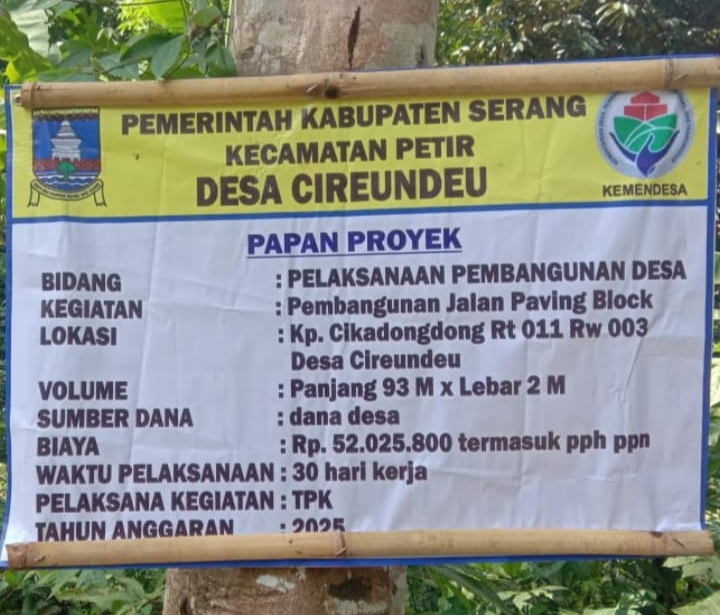 PEMERINTAH KABUPATEN SERANG
KECAMATAN PETIR
DESA CIREUNDEU
KEMENDESA
PAPAN PROYEK
BIDANG : PELAKSANAAN PEMBANGUNAN DESA
KEGIATAN : Pembangunan Jalan Paving Block
LOKASI : Kp. Cikadongdong Rt 011 Rw 003
Desa Cireundeu
VOLUME : Panjang 93 M x Lebar 2 M
SUMBER DANA : dana desa
BIAYA : Rp. 52.025.800 termasuk pph ppn
WAKTU PELAKSANAAN : 30 hari kerja
PELAKSANA KEGIATAN : TPK
TAHUN ANGGARAN : 2025